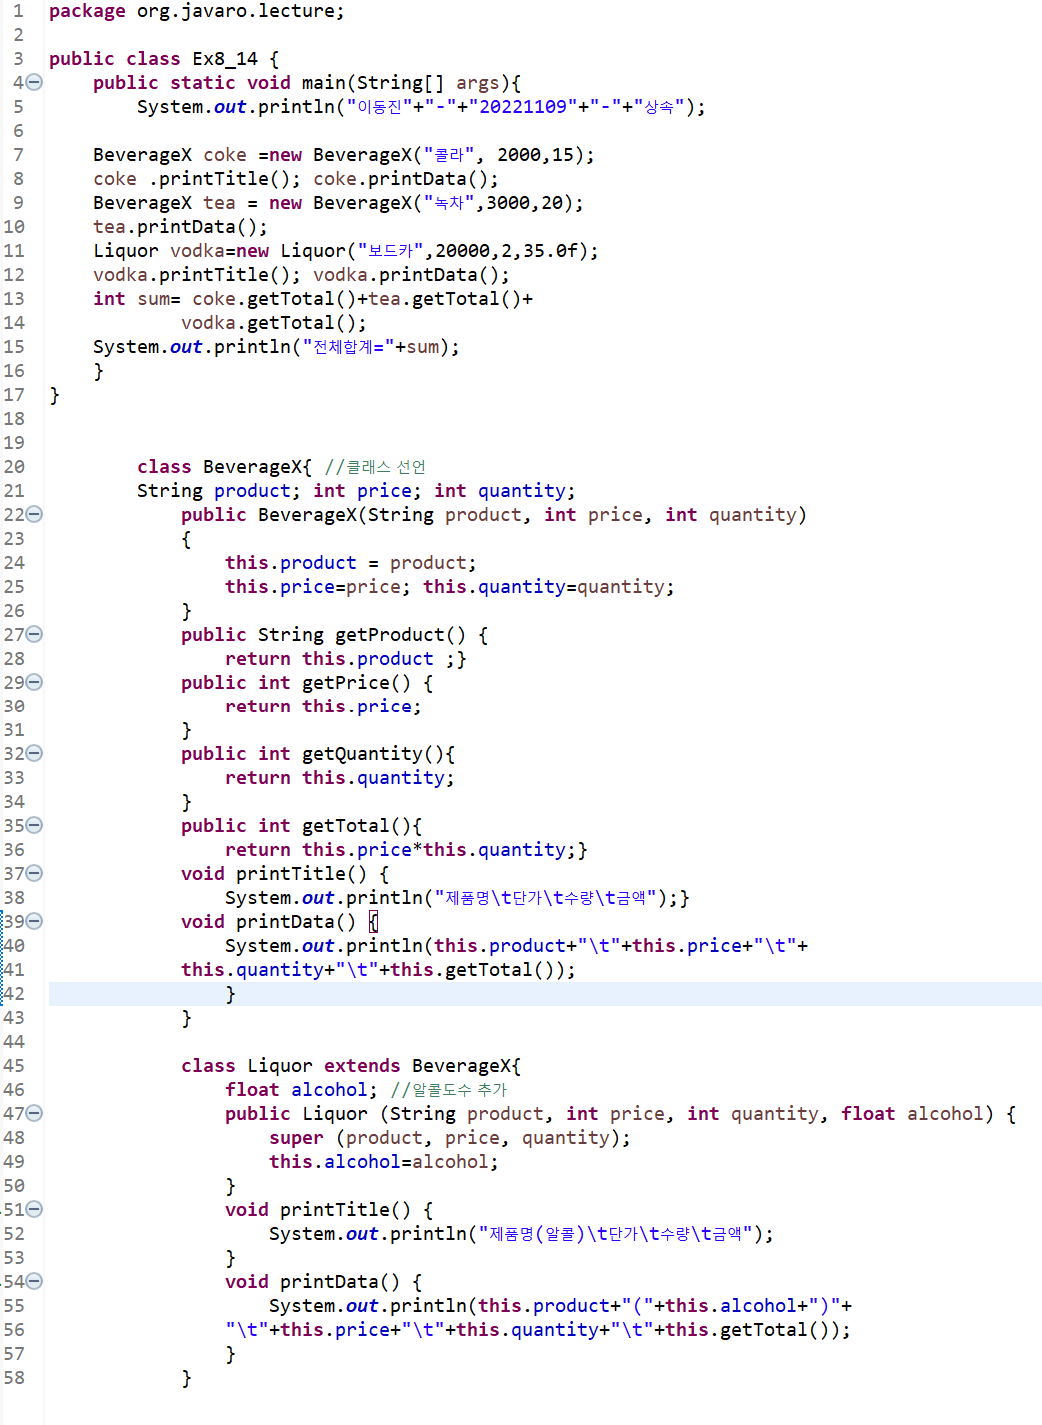 1 package org.javaro.lecture;
2
3 public class Ex8_14 {
4 public static void main(String[] args){
5 System.out.println("이동진"+"-"+"20221109"+"-"+"상속");
6
7 BeverageX coke =new BeverageX("콜라", 2000,15);
8 coke .printTitle(); coke.printData();
9 BeverageX tea = new BeverageX("녹차",3000,20);
10 tea.printData();
11 Liquor vodka=new Liquor("보드카",20000,2,35.0f);
12 vodka.printTitle(); vodka.printData();
13 int sum= coke.getTotal()+tea.getTotal()+
14 vodka.getTotal();
15 System.out.println("전체합계="+sum);
16 }
17 }
18
19
20 class BeverageX{ //클래스 선언
21 String product; int price; int quantity;
22 public BeverageX(String product, int price, int quantity)
23 {
24 this.product = product;
25 this.price=price; this.quantity=quantity;
26 }
27 public String getProduct() {
28 return this.product ;}
29 public int getPrice() {
30 return this.price;
31 }
32 public int getQuantity(){
33 return this.quantity;
34 }
35 public int getTotal(){
36 return this.price*this.quantity;}
37 void printTitle() {
38 System.out.println("제품명\t단가\t수량\t금액");}
39 void printData() {
40 System.out.println(this.product+"\t"+this.price+"\t"+
41 this.quantity+"\t"+this.getTotal());
42 }
43 }
44
45 class Liquor extends BeverageX{
46 float alcohol; //알콜도수 추가
47 public Liquor (String product, int price, int quantity, float alcohol) {
48 super (product, price, quantity);
49 this.alcohol=alcohol;
50 }
51 void printTitle() {
52 System.out.println("제품명(알콜)\t단가\t수량\t금액");
53 }
54 void printData() {
55 System.out.println(this.product+"("+this.alcohol+")"+
56 "\t"+this.price+"\t"+this.quantity+"\t"+this.getTotal());
57 }
58 }